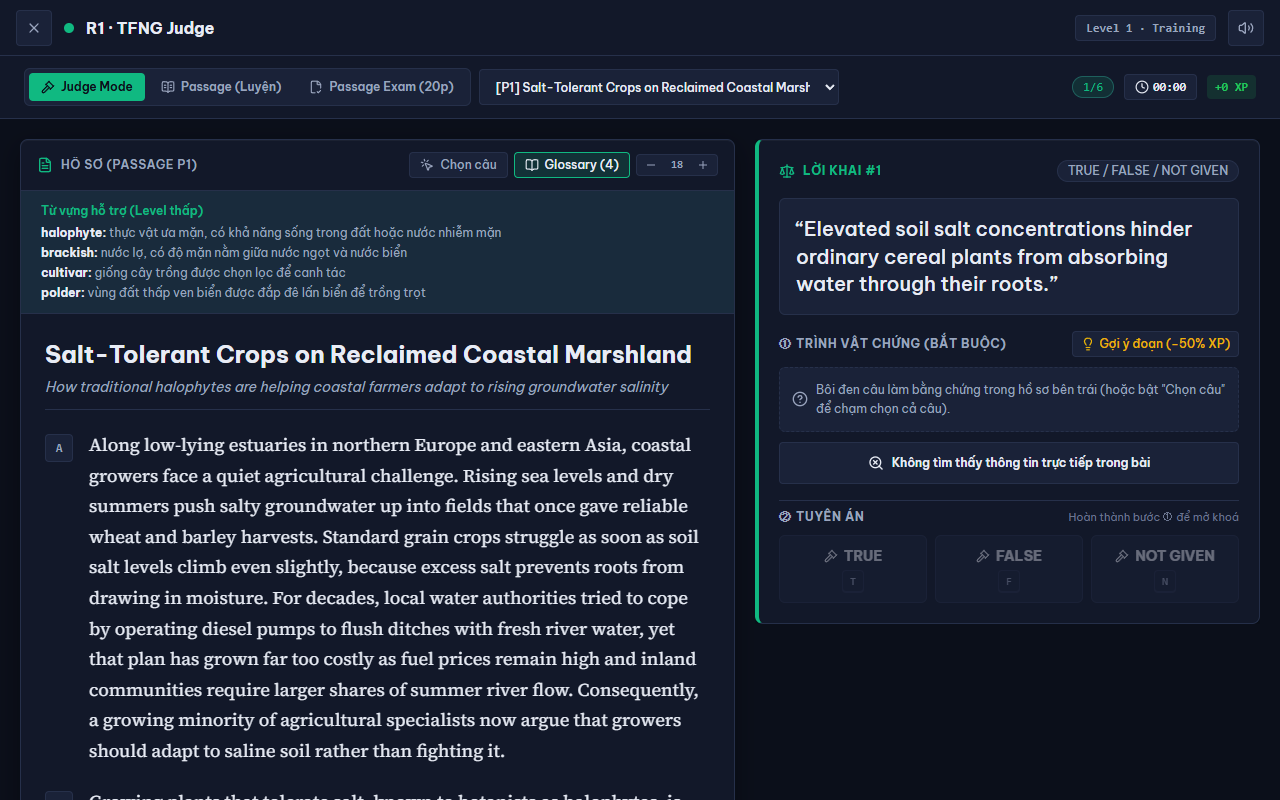 R1 · TFNG Judge
Level 1 · Training
Judge Mode
Passage (Luyện)
Passage Exam (20p)
[P1] Salt-Tolerant Crops on Reclaimed Coastal Marsh
1/6
00:00
+0 XP
HỒ SƠ (PASSAGE P1)
Chọn câu
Glossary (4)
18
Từ vựng hỗ trợ (Level thấp)
halophyte: thực vật ưa mặn, có khả năng sống trong đất hoặc nước nhiễm mặn
brackish: nước lợ, có độ mặn nằm giữa nước ngọt và nước biển
cultivar: giống cây trồng được chọn lọc để canh tác
polder: vùng đất thấp ven biển được đắp đê lấn biển để trồng trọt
Salt-Tolerant Crops on Reclaimed Coastal Marshland
How traditional halophytes are helping coastal farmers adapt to rising groundwater salinity
A
Along low-lying estuaries in northern Europe and eastern Asia, coastal
growers face a quiet agricultural challenge. Rising sea levels and dry
summers push salty groundwater up into fields that once gave reliable
wheat and barley harvests. Standard grain crops struggle as soon as soil
salt levels climb even slightly, because excess salt prevents roots from
drawing in moisture. For decades, local water authorities tried to cope
by operating diesel pumps to flush ditches with fresh river water, yet
that plan has grown far too costly as fuel prices remain high and inland
communities require larger shares of summer river flow. Consequently,
a growing minority of agricultural specialists now argue that growers
should adapt to saline soil rather than fighting it.
Growing plants that tolerate salt, known to botanists as halophytes, is
LỜI KHAI #1
TRUE / FALSE / NOT GIVEN
“Elevated soil salt concentrations hinder
ordinary cereal plants from absorbing
water through their roots.”
① TRÌNH VẬT CHỨNG (BẮT BUỘC)
Gợi ý đoạn (−50% XP)
Bôi đen câu làm bằng chứng trong hồ sơ bên trái (hoặc bật "Chọn câu"
để chạm chọn cả câu).
Không tìm thấy thông tin trực tiếp trong bài
② TUYÊN ÁN
Hoàn thành bước ① để mở khoá
TRUE
T
FALSE
F
NOT GIVEN
N